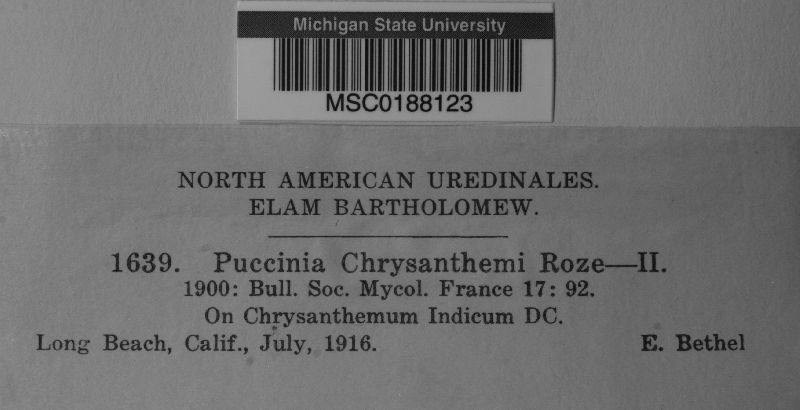 Michigan State University
MSC0188123
NORTH AMERICAN UREDINALES.
ELAM BARTHOLOMEW.
1639. Puccinia Chrysanthemi Roze—II.
1900: Bull. Soc. Mycol. France 17: 92.
On Chrysanthemum Indicum DC.
Long Beach, Calif., July, 1916. E. Bethel